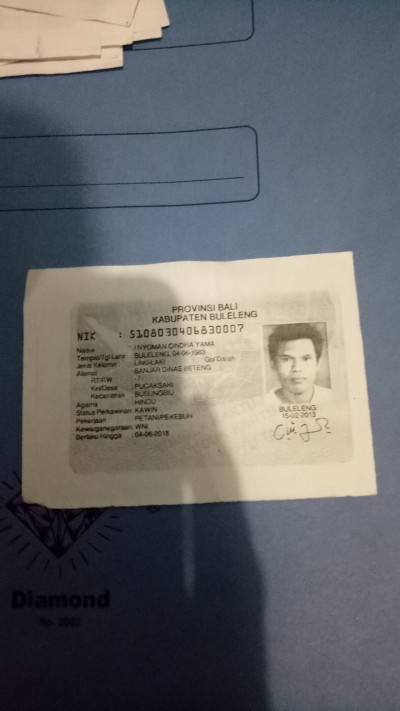 PROVINSI BALI
KABUPATEN BULELENG
NIK : 5108030406830007
Nama : I NYOMAN CINDRA YAMA
Tempat/Tgl Lahir : BULELENG, 04-06-1983
Jenis Kelamin : LAKI-LAKI Gol Darah
Alamat : BANJAR DINAS BETENG
RT/RW
Kel/Desa : PUCAKSARI
Kecamatan : BUSUNGBIU
Agama : HINDU
Status Perkawinan : KAWIN
Pekerjaan : PETANI/PEKEBUN
Kewarganegaraan : WNI
Berlaku Hingga : 04-06-2018
BULELENG
15-02-2013
Diamond
No. 2002